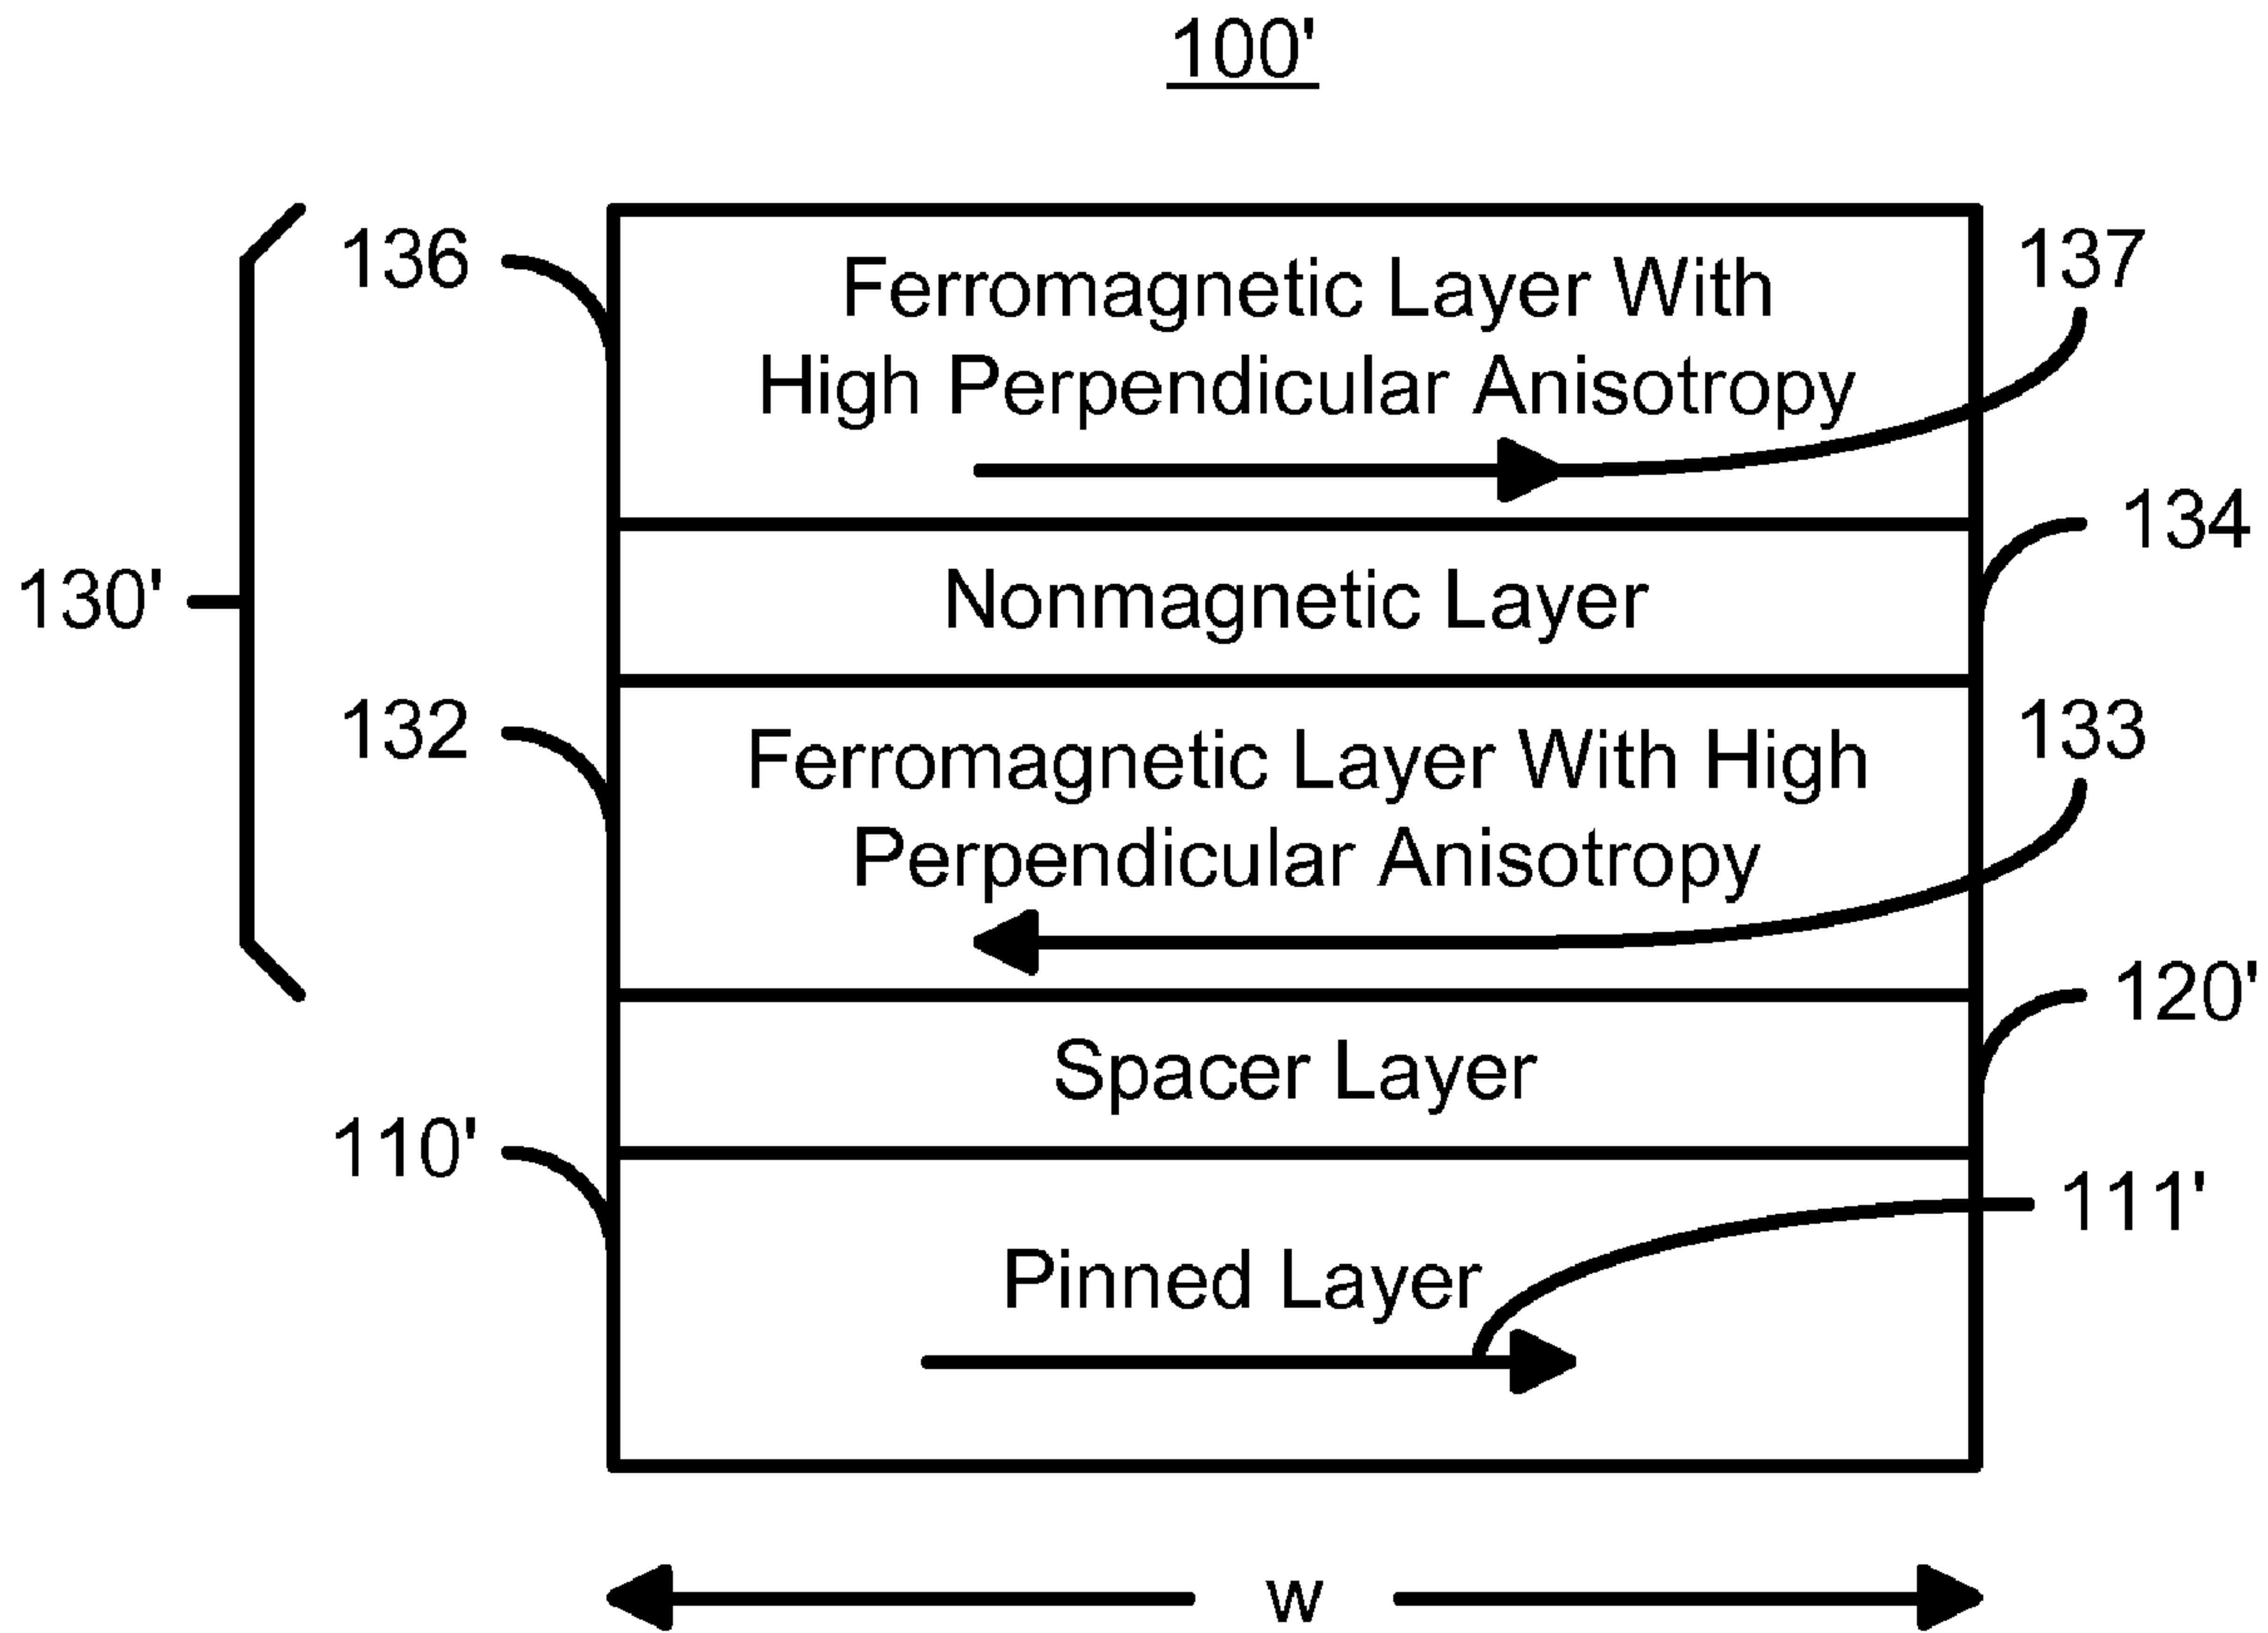 100'
136
Ferromagnetic Layer With
High Perpendicular Anisotropy
137
134
130'
Nonmagnetic Layer
132
133
Ferromagnetic Layer With High
Perpendicular Anisotropy
120'
Spacer Layer
110'
111'
Pinned Layer
w